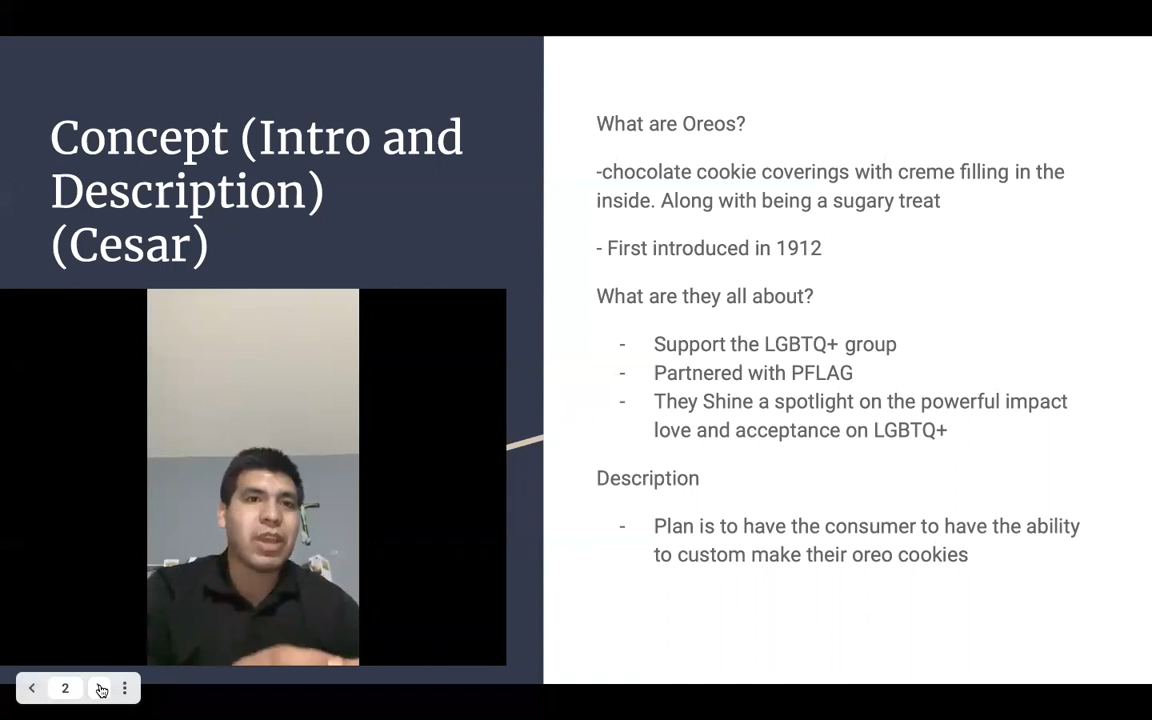 Concept (Intro and
Description)
(Cesar)
What are Oreos?
-chocolate cookie coverings with creme filling in the
inside. Along with being a sugary treat
- First introduced in 1912
What are they all about?
- Support the LGBTQ+ group
- Partnered with PFLAG
- They Shine a spotlight on the powerful impact
love and acceptance on LGBTQ+
Description
- Plan is to have the consumer to have the ability
to custom make their oreo cookies
2